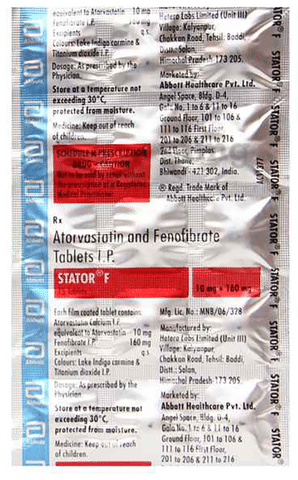 atorvastatin to Atorvastatin 10 mg
Fenofibrate I.P. 160 mg
Excipients q.s.
Colours: Lake Indigo carmine &
Titanium dioxide I.P.
Dosage: As prescribed by the
Physician.
Store at a temperature not
exceeding 30°C,
protected from moisture.
Medicine: Keep out of reach
of children.
SCHEDULE H PRESCRIPTION
DRUG - CAUTION
Not to be sold by retail without
the prescription of a Registered
Medical Practitioner
Hetero Labs Limited (Unit III)
Village: Kalyanpur,
Chakkan Road, Tehsil: Baddi,
Distt.: Solan,
Himachal Pradesh-173 205.
Marketed by:
Abbott Healthcare Pvt. Ltd.
Angel Space, Bldg. D-4,
Gala No. 1 to 6 & 11 to 16
Ground Floor, 101 to 106 &
111 to 116 First Floor,
201 to 206 & 211 to 216
Dist. Thane,
Bhiwandi - 421 302, India.
® Regd. Trade Mark of
Abbott Healthcare Pvt. Ltd.
Rx
Atorvastatin and Fenofibrate
Tablets I.P.
STATOR® F
10 mg + 160 mg
Each film coated tablet contains
Atorvastatin Calcium I.P.
equivalent to Atorvastatin 10 mg
Fenofibrate I.P. 160 mg
Excipients q.s.
Colours: Lake Indigo carmine &
Titanium dioxide I.P.
Dosage: As prescribed by the
Physician.
Store at a temperature not
exceeding 30°C,
protected from moisture.
Medicine: Keep out of reach
of children.
Mfg. Lic. No.: MNB/06/328
Manufactured by:
Hetero Labs Limited (Unit III)
Village: Kalyanpur,
Chakkan Road, Tehsil: Baddi,
Distt.: Solan,
Himachal Pradesh-173 205.
Marketed by:
Abbott Healthcare Pvt. Ltd.
Angel Space, Bldg. D-4,
Gala No. 1 to 6 & 11 to 16
Ground Floor, 101 to 106 &
111 to 116 First Floor,
201 to 206 & 211 to 216
STATOR® F
STATOR® F
STATOR® F
STATOR® F
STATOR®
Abbott